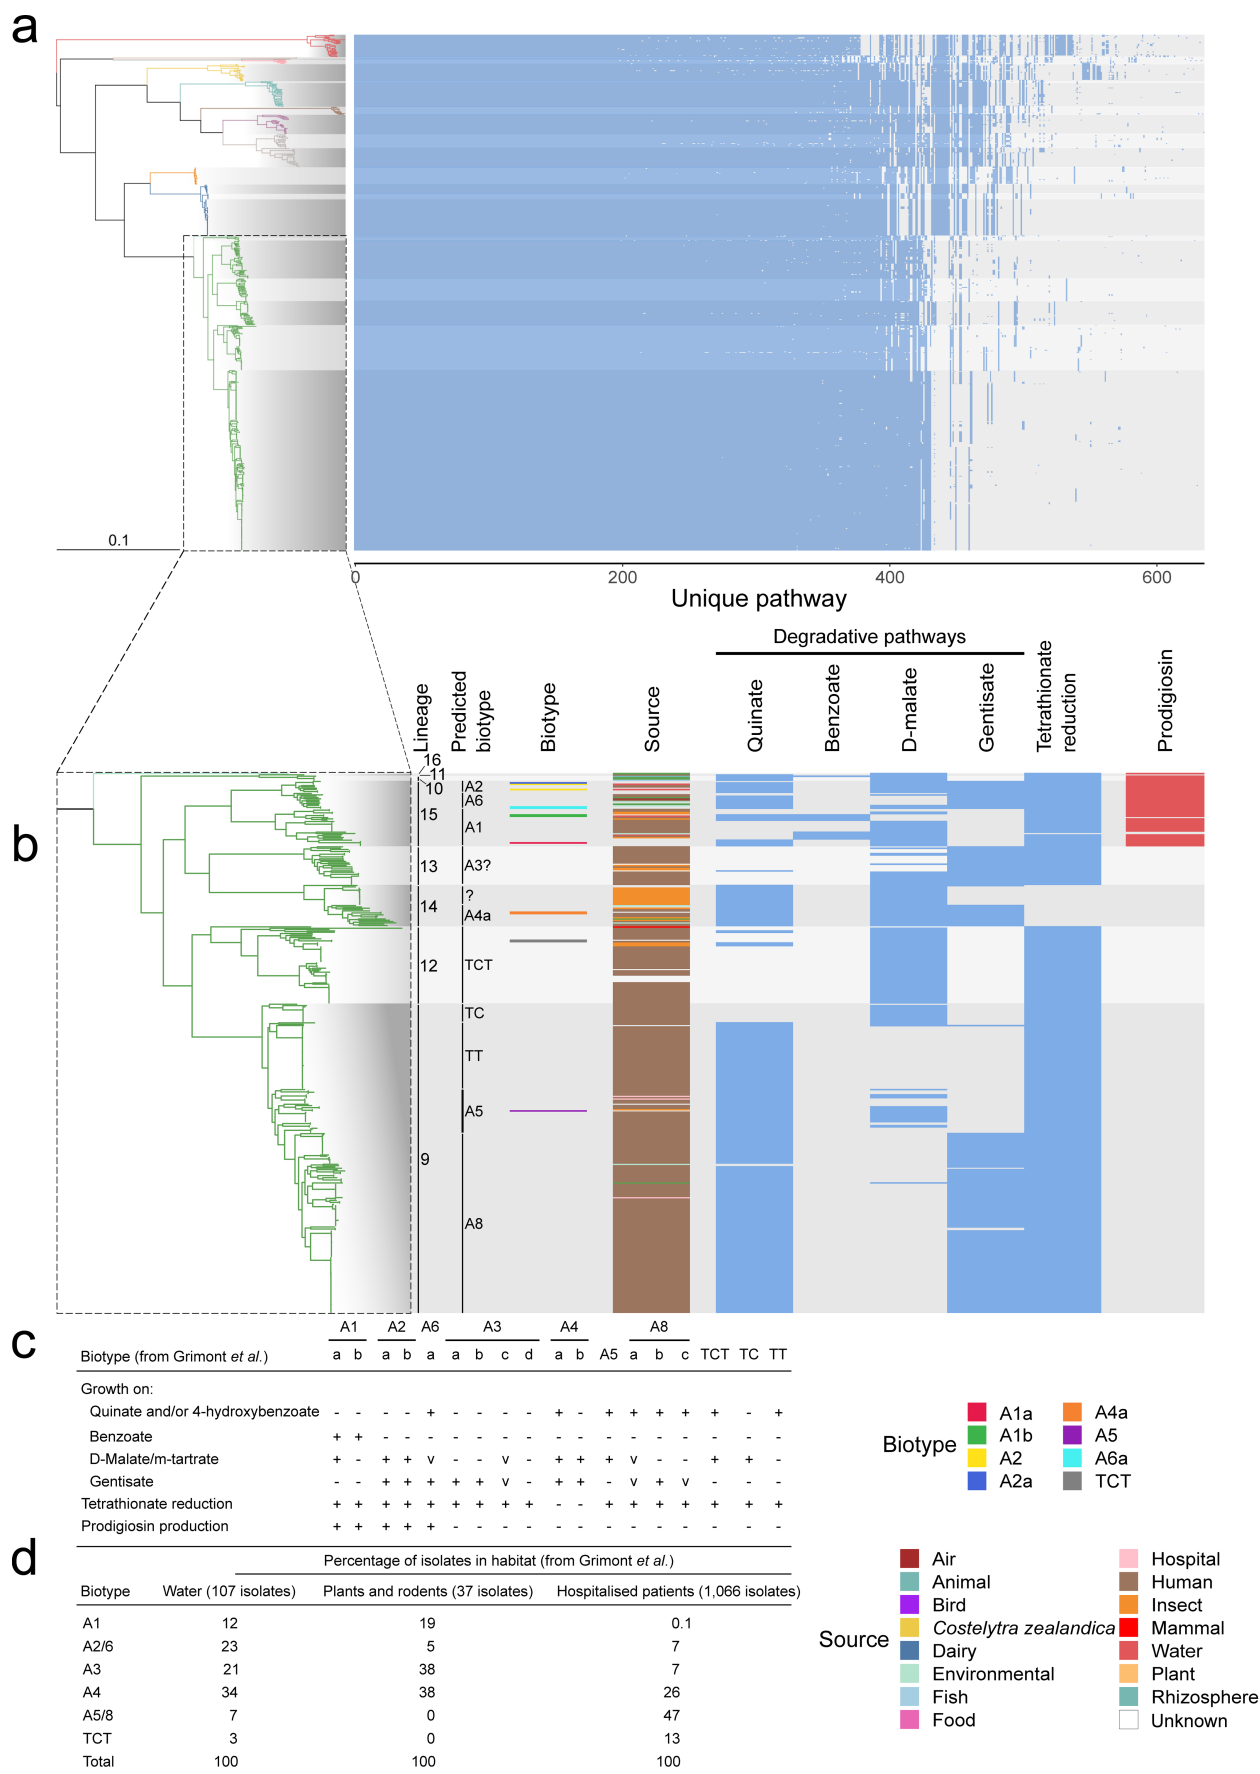 a
0.1
0 200 400 600
Unique pathway
Degradative pathways
Lineage
Predicted biotype
Biotype
Source
Quinate
Benzoate
D-malate
Gentisate
Tetrathionate reduction
Prodigiosin
b
16
11
10
15
13
14
12
9
A2
A6
A1
A3?
?
A4a
TCT
TC
TT
A5
A8
c
A1 A2 A6 A3 A4 A8
Biotype (from Grimont et al.) a b a b a a b c d a b A5 a b c TCT TC TT
Growth on:
Quinate and/or 4-hydroxybenzoate - - - - + - - - - + - + + + + + - +
Benzoate + + - - - - - - - - - - - - - - - -
D-Malate/m-tartrate + - + + v - - v - + + + v - - + + -
Gentisate - - + + + + + v - + + - v + v - - -
Tetrathionate reduction + + + + + + + + + - - + + + + + + +
Prodigiosin production + + + + + - - - - - - - - - - - - -
Biotype
A1a
A1b
A2
A2a
A4a
A5
A6a
TCT
d
Percentage of isolates in habitat (from Grimont et al.)
Biotype Water (107 isolates) Plants and rodents (37 isolates) Hospitalised patients (1,066 isolates)
A1 12 19 0.1
A2/6 23 5 7
A3 21 38 7
A4 34 38 26
A5/8 7 0 47
TCT 3 0 13
Total 100 100 100
Source
Air
Animal
Bird
Costelytra zealandica
Dairy
Environmental
Fish
Food
Hospital
Human
Insect
Mammal
Water
Plant
Rhizosphere
Unknown